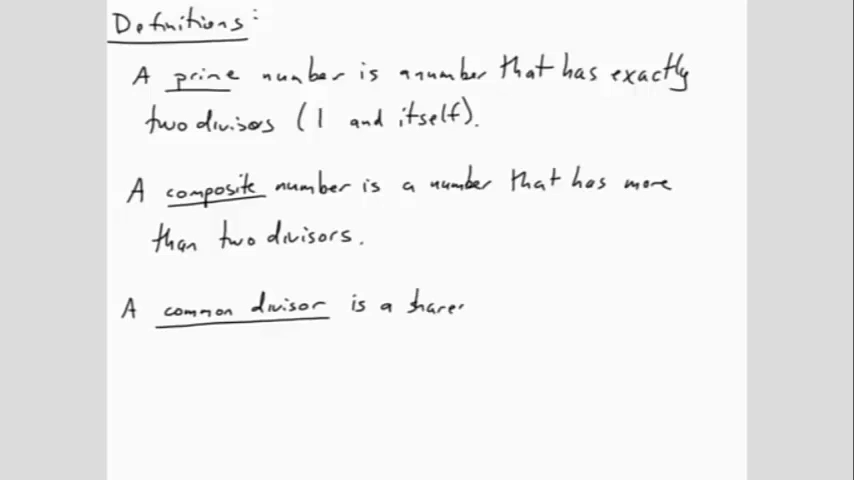 Definitions:
A prime number is a number that has exactly
two divisors (1 and itself).
A composite number is a number that has more
than two divisors.
A common divisor is a share